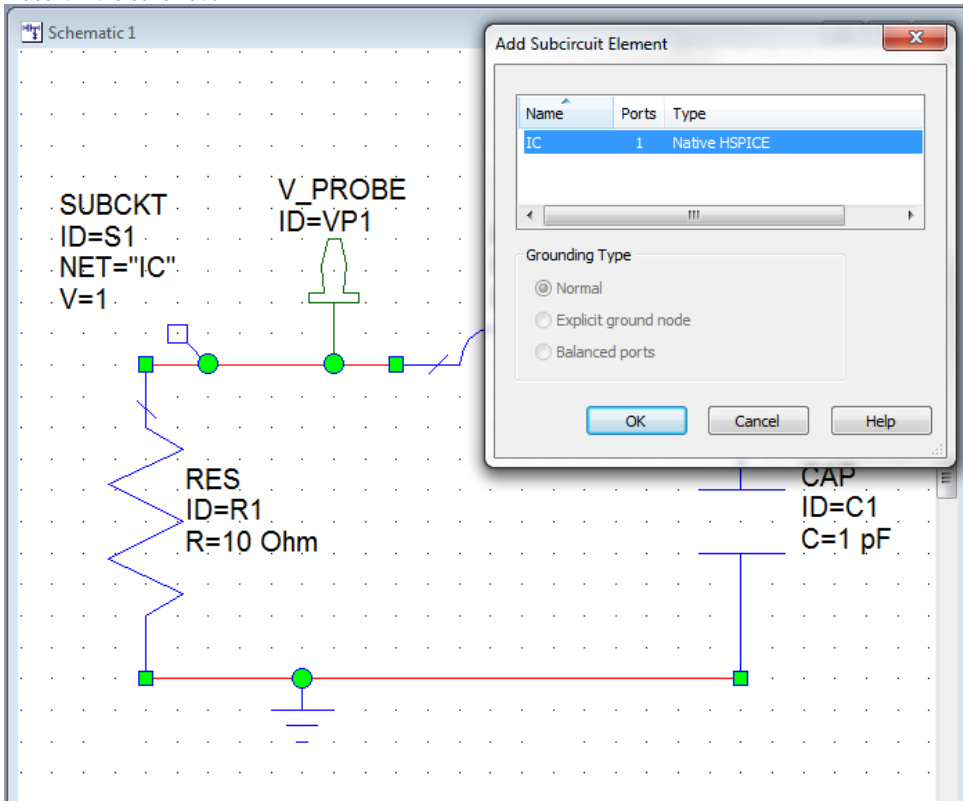 Schematic 1
Add Subcircuit Element
Name Ports Type
IC 1 Native HSPICE
Grounding Type
Normal
Explicit ground node
Balanced ports
OK Cancel Help
SUBCKT
ID=S1
NET="IC"
V=1
V_PROBE
ID=VP1
RES
ID=R1
R=10 Ohm
CAP
ID=C1
C=1 pF